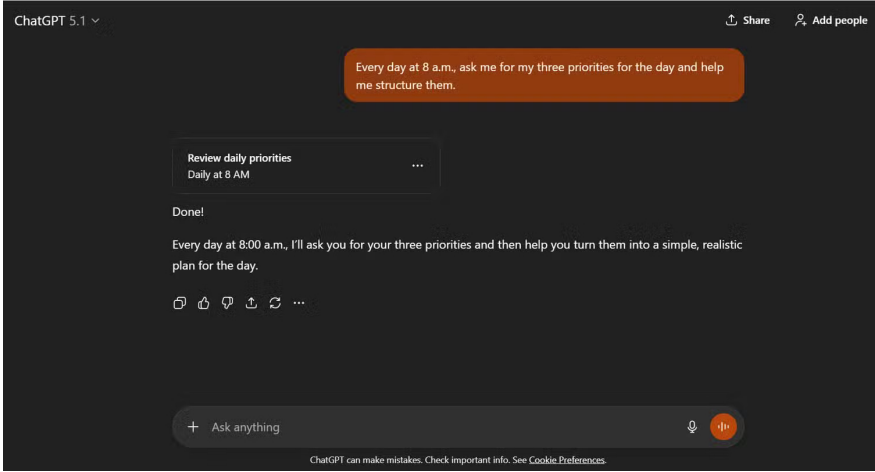 ChatGPT 5.1
Share
Add people
Every day at 8 a.m., ask me for my three priorities for the day and help
me structure them.
Review daily priorities
Daily at 8 AM
Done!
Every day at 8:00 a.m., I'll ask you for your three priorities and then help you turn them into a simple, realistic
plan for the day.
Ask anything
ChatGPT can make mistakes. Check important info. See Cookie Preferences.